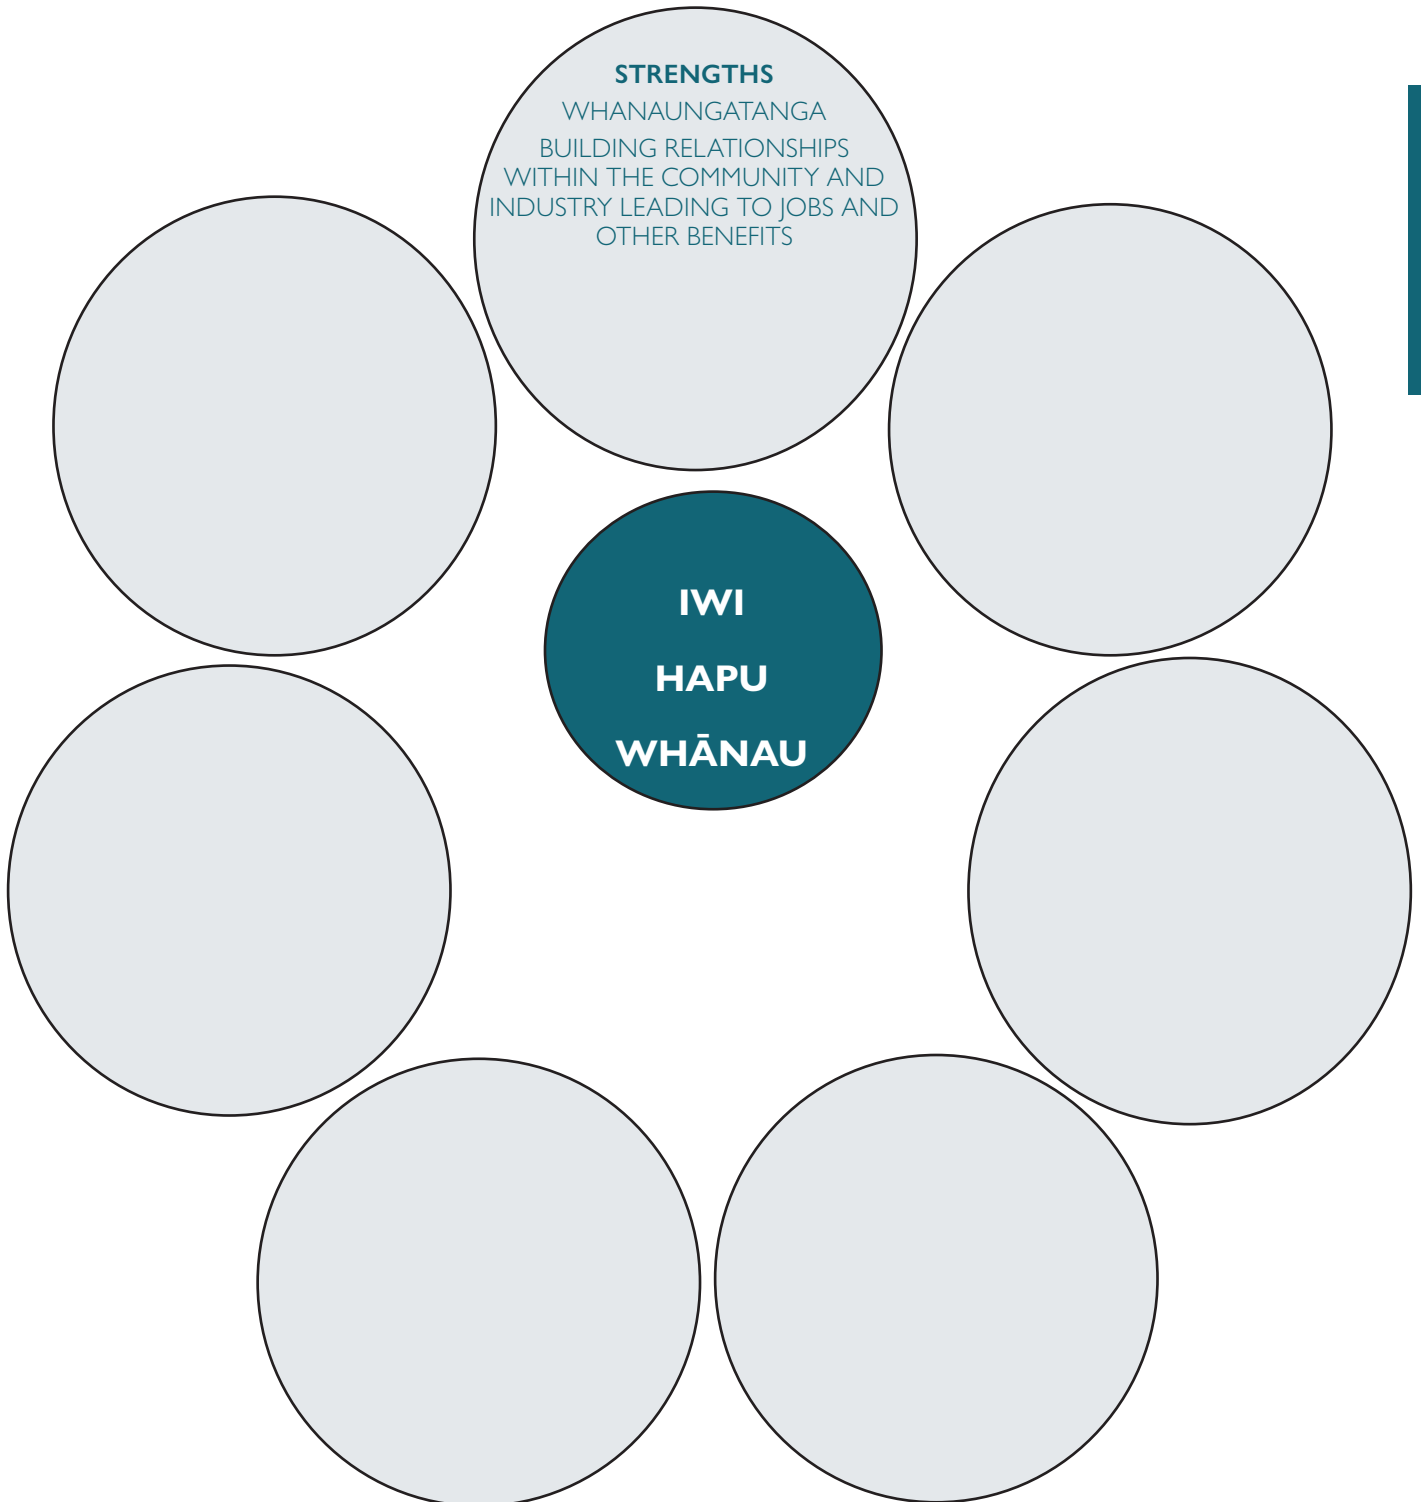 STRENGTHS
WHANAUNGATANGA
BUILDING RELATIONSHIPS
WITHIN THE COMMUNITY AND
INDUSTRY LEADING TO JOBS AND
OTHER BENEFITS
IWI
HAPU
WHĀNAU